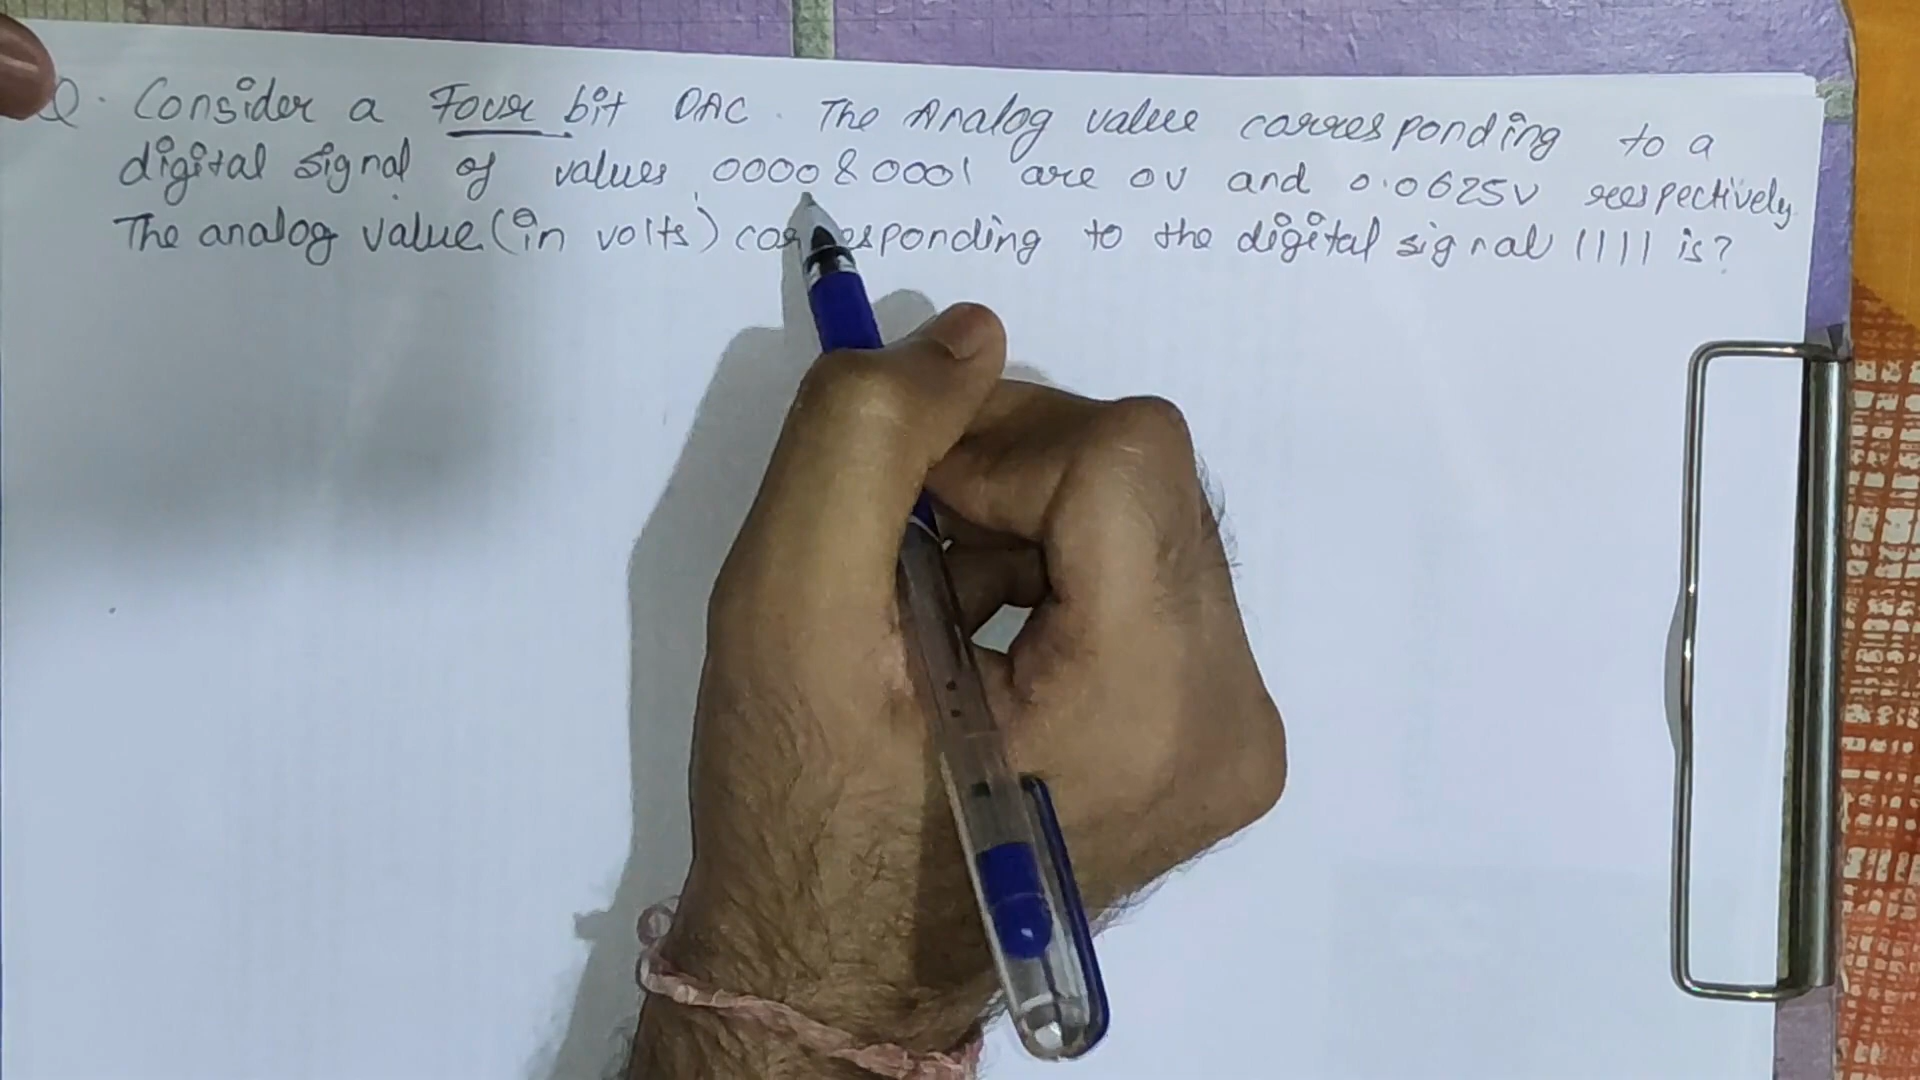 Q. Consider a Four bit DAC. The Analog value corresponding to a
digital signal of values 0000 & 0001 are 0V and 0.0625V respectively.
The analog value (in volts) corresponding to the digital signal 1111 is?